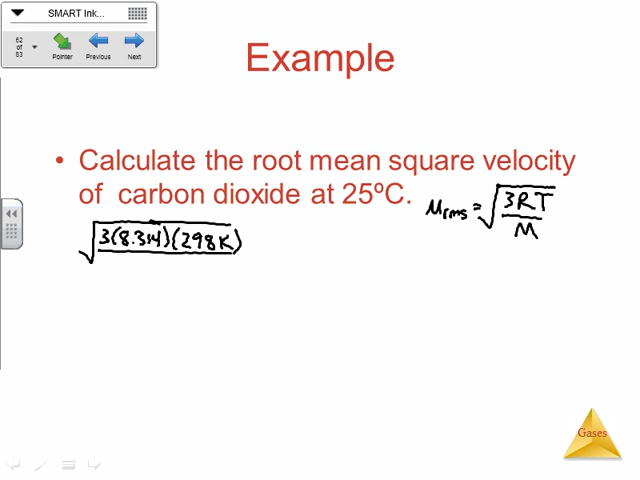 SMART Ink...
62
of
83
Pointer
Previous
Next
Example
• Calculate the root mean square velocity
of carbon dioxide at 25ºC.
μrms = √(3RT/M)
√3(8.314)(298K)
Gases